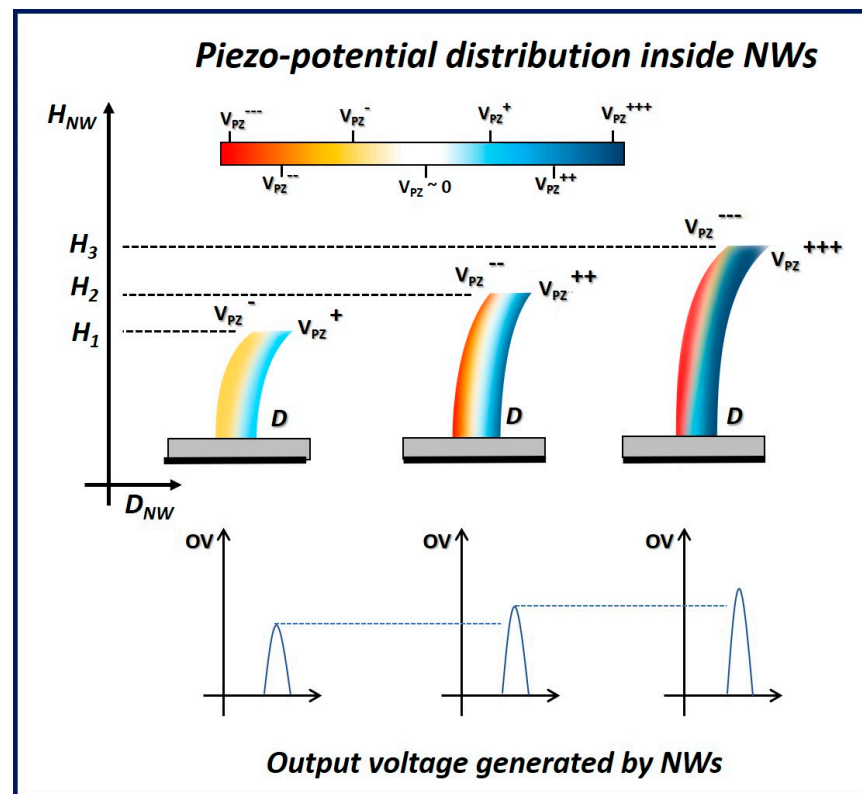 Piezo-potential distribution inside NWs
H_NW
V_PZ^--- V_PZ^- V_PZ^+ V_PZ^+++
V_PZ^-- V_PZ ~ 0 V_PZ^++
H_3 V_PZ^--- V_PZ^+++
H_2 V_PZ^-- V_PZ^++
H_1 V_PZ^- V_PZ^+
D D D
D_NW
OV OV OV
Output voltage generated by NWs